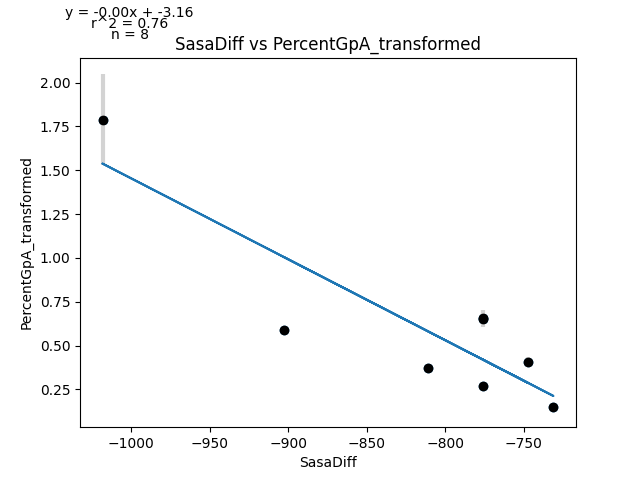 y = -0.00x + -3.16
r^2 = 0.76
n = 8
SasaDiff vs PercentGpA_transformed
PercentGpA_transformed
2.00
1.75
1.50
1.25
1.00
0.75
0.50
0.25
−1000 −950 −900 −850 −800 −750
SasaDiff